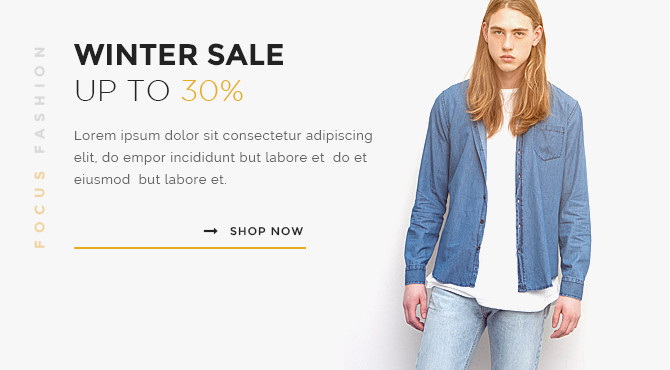 WINTER SALE
UP TO 30%
Lorem ipsum dolor sit consectetur adipiscing
elit, do empor incididunt but labore et  do et
eiusmod  but labore et.
SHOP NOW
FOCUS FASHION